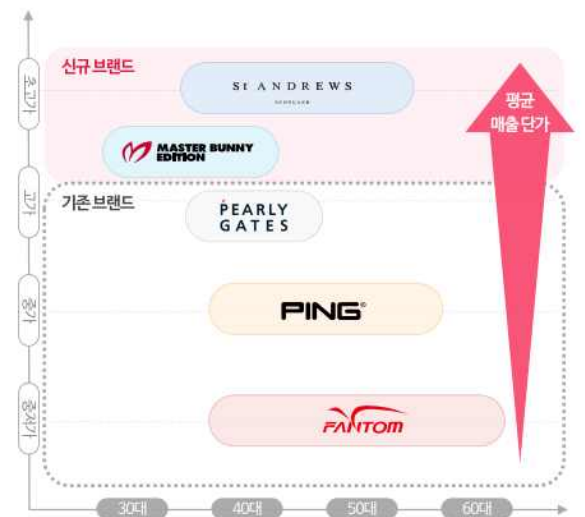 신규 브랜드
St ANDREWS
SCOTLAND
평균
매출 단가
초고가
MASTER BUNNY
EDITION
고가
기존 브랜드
PEARLY
GATES
중가
PING
중저가
FANTOM
30대
40대
50대
60대